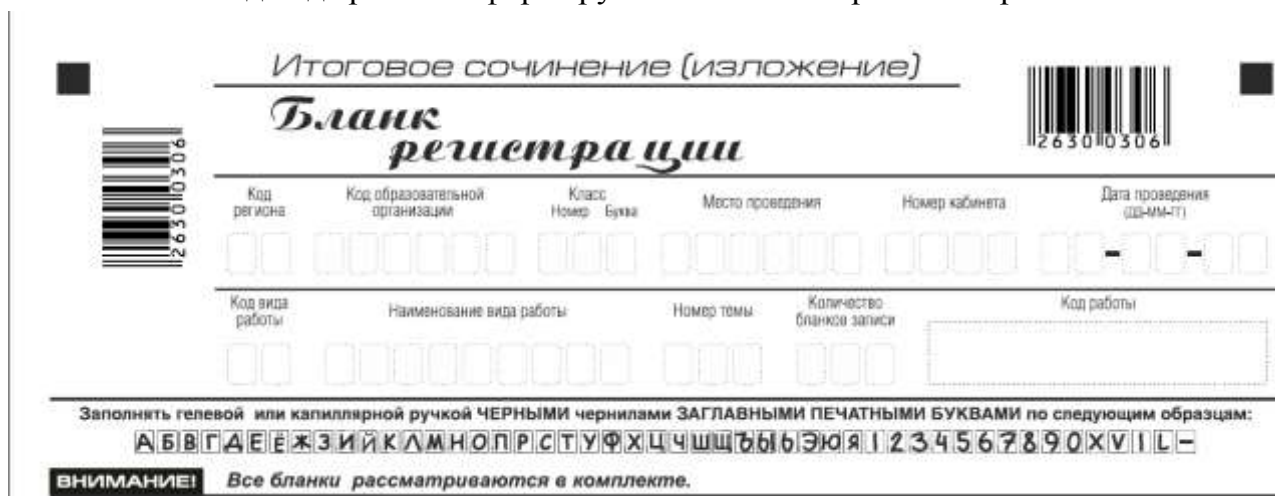 Итоговое сочинение (изложение)
Бланк
регистрации
2630 0306
2630 0306
Код региона
Код образовательной организации
Класс
Номер Буква
Место проведения
Номер кабинета
Дата проведения
(ДД-ММ-ГГ)
- -
Код вида работы
Наименование вида работы
Номер темы
Количество бланков записи
Код работы
Заполнять гелевой или капиллярной ручкой ЧЕРНЫМИ чернилами ЗАГЛАВНЫМИ ПЕЧАТНЫМИ БУКВАМИ по следующим образцам:
АБВГДЕЁЖЗИЙКЛМНОПРСТУФХЦЧШЩЪЫЬЭЮЯ1234567890XVIL-
ВНИМАНИЕ! Все бланки рассматриваются в комплекте.